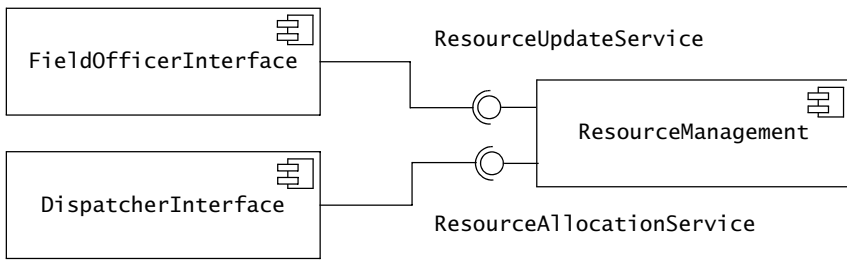 ResourceUpdateService
FieldOfficerInterface
ResourceManagement
DispatcherInterface
ResourceAllocationService